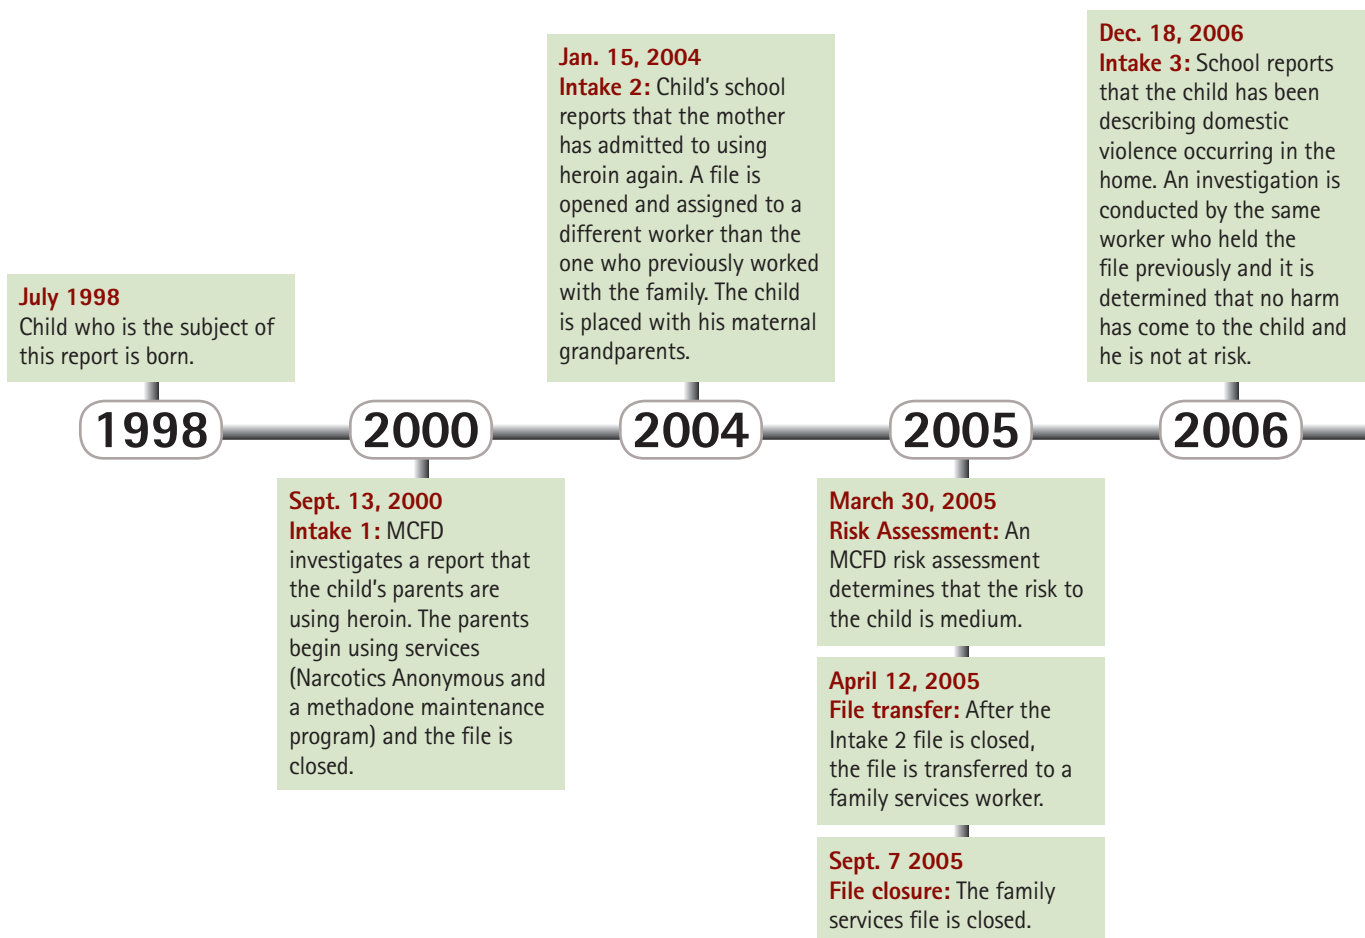 July 1998
Child who is the subject of
this report is born.
1998
Sept. 13, 2000
Intake 1: MCFD
investigates a report that
the child's parents are
using heroin. The parents
begin using services
(Narcotics Anonymous and
a methadone maintenance
program) and the file is
closed.
2000
Jan. 15, 2004
Intake 2: Child's school
reports that the mother
has admitted to using
heroin again. A file is
opened and assigned to a
different worker than the
one who previously worked
with the family. The child
is placed with his maternal
grandparents.
2004
2005
March 30, 2005
Risk Assessment: An
MCFD risk assessment
determines that the risk to
the child is medium.
April 12, 2005
File transfer: After the
Intake 2 file is closed,
the file is transferred to a
family services worker.
Sept. 7 2005
File closure: The family
services file is closed.
Dec. 18, 2006
Intake 3: School reports
that the child has been
describing domestic
violence occurring in the
home. An investigation is
conducted by the same
worker who held the
file previously and it is
determined that no harm
has come to the child and
he is not at risk.
2006